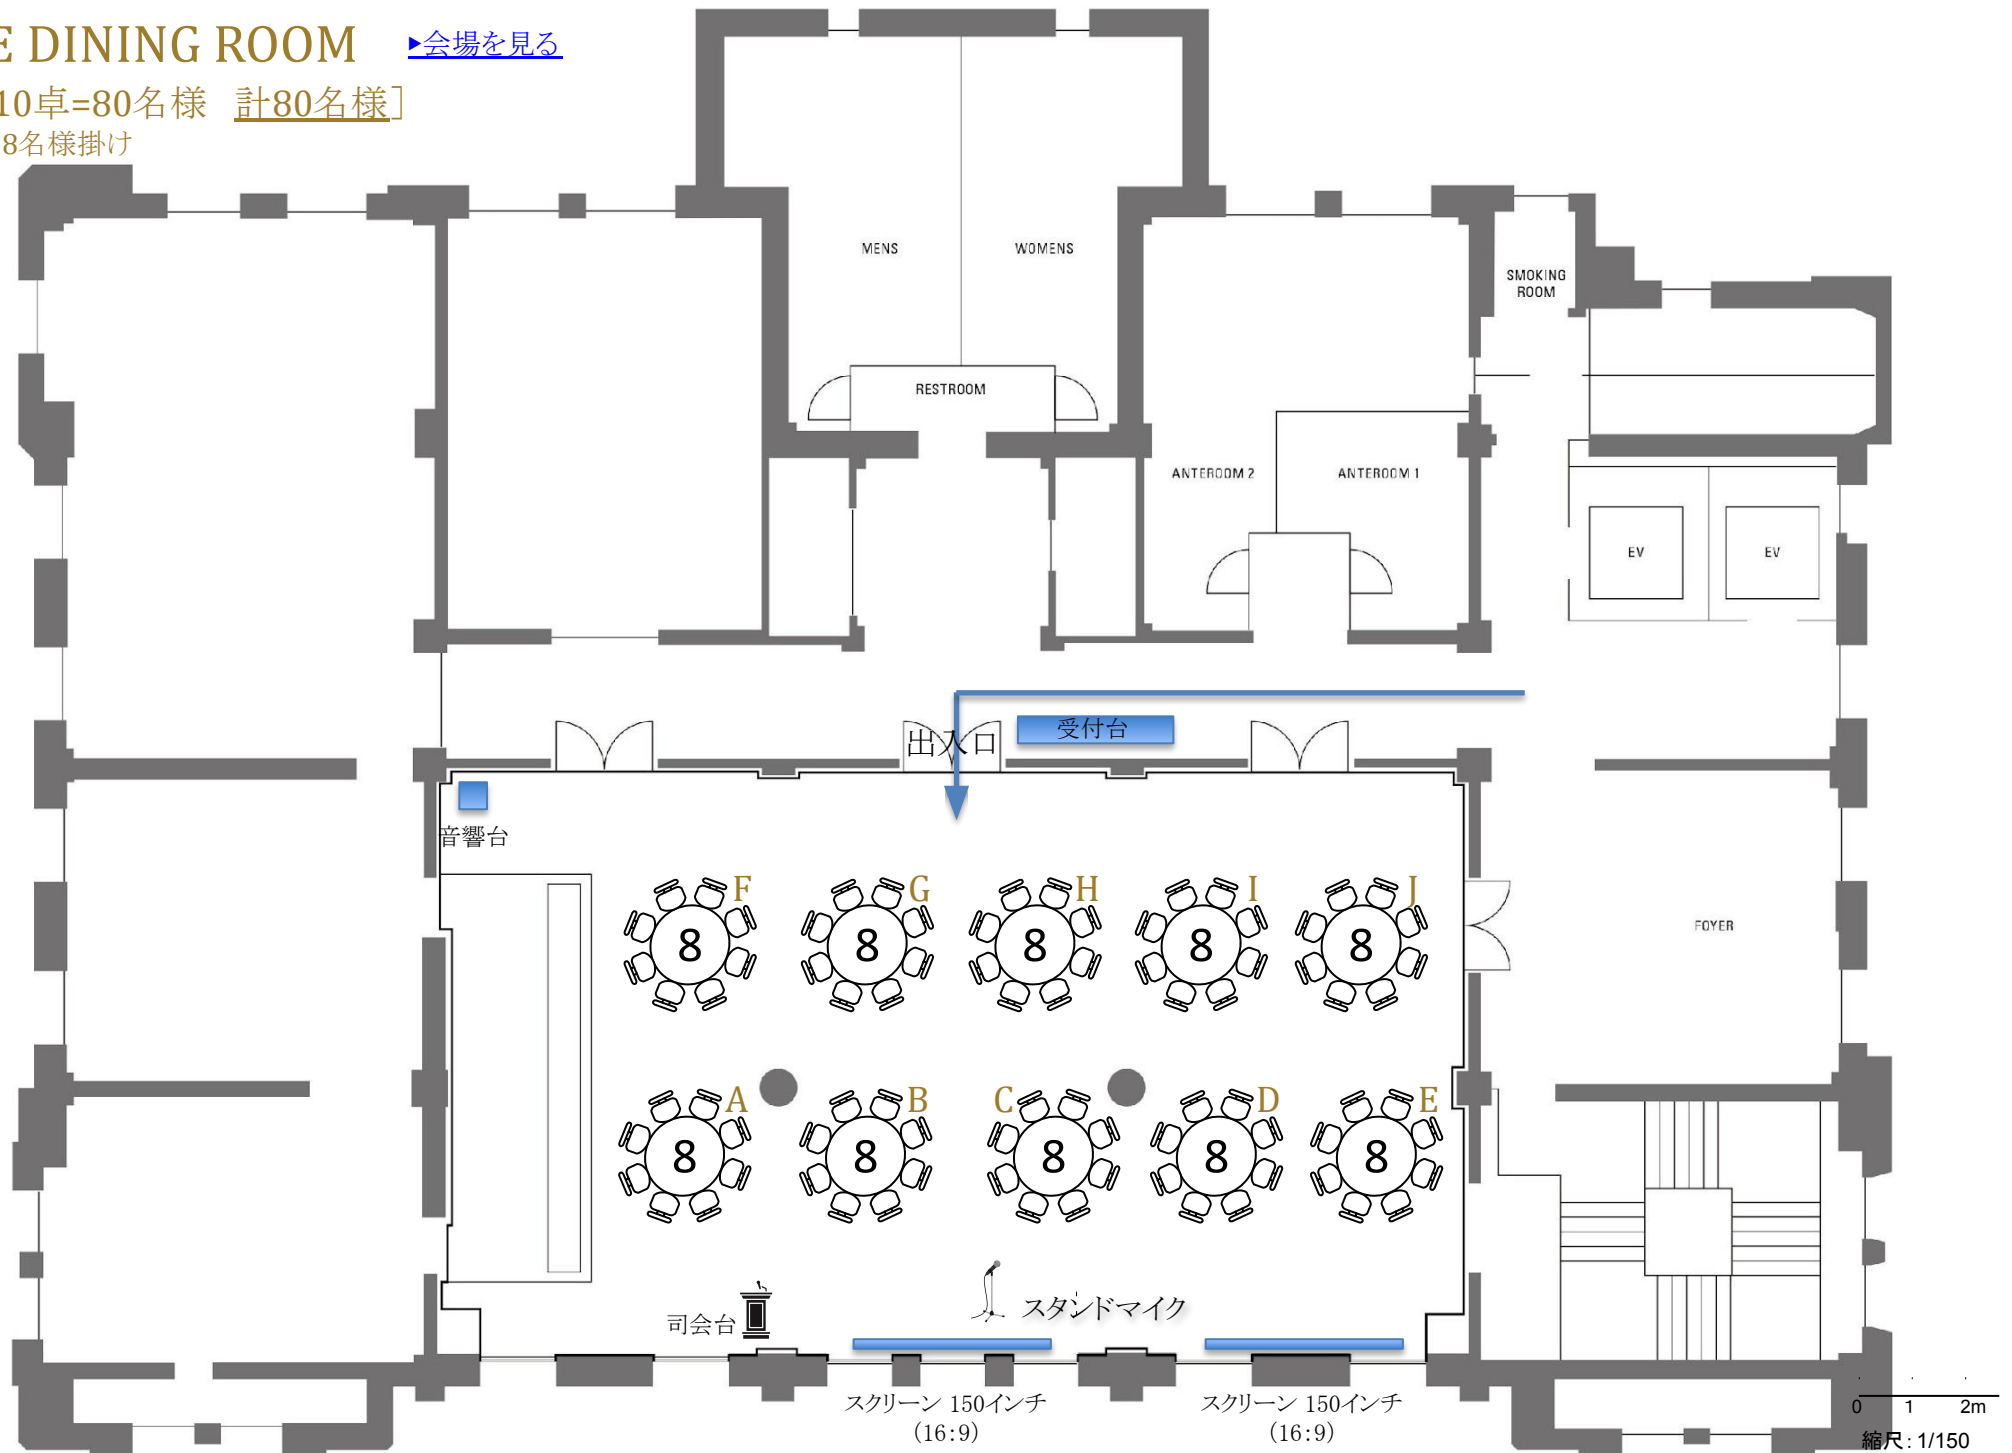 E DINING ROOM ▶会場を見る
10卓=80名様 計80名様]
8名様掛け
MENS
WOMENS
SMOKING
ROOM
RESTROOM
ANTEROOM 2
ANTEROOM 1
EV
EV
受付台
出入口
音響台
F
G
H
I
J
8
8
8
8
8
FOYER
A
B
C
D
E
8
8
8
8
8
司会台
スタンドマイク
スクリーン 150インチ
(16:9)
スクリーン 150インチ
(16:9)
0 1 2m
縮尺: 1/150